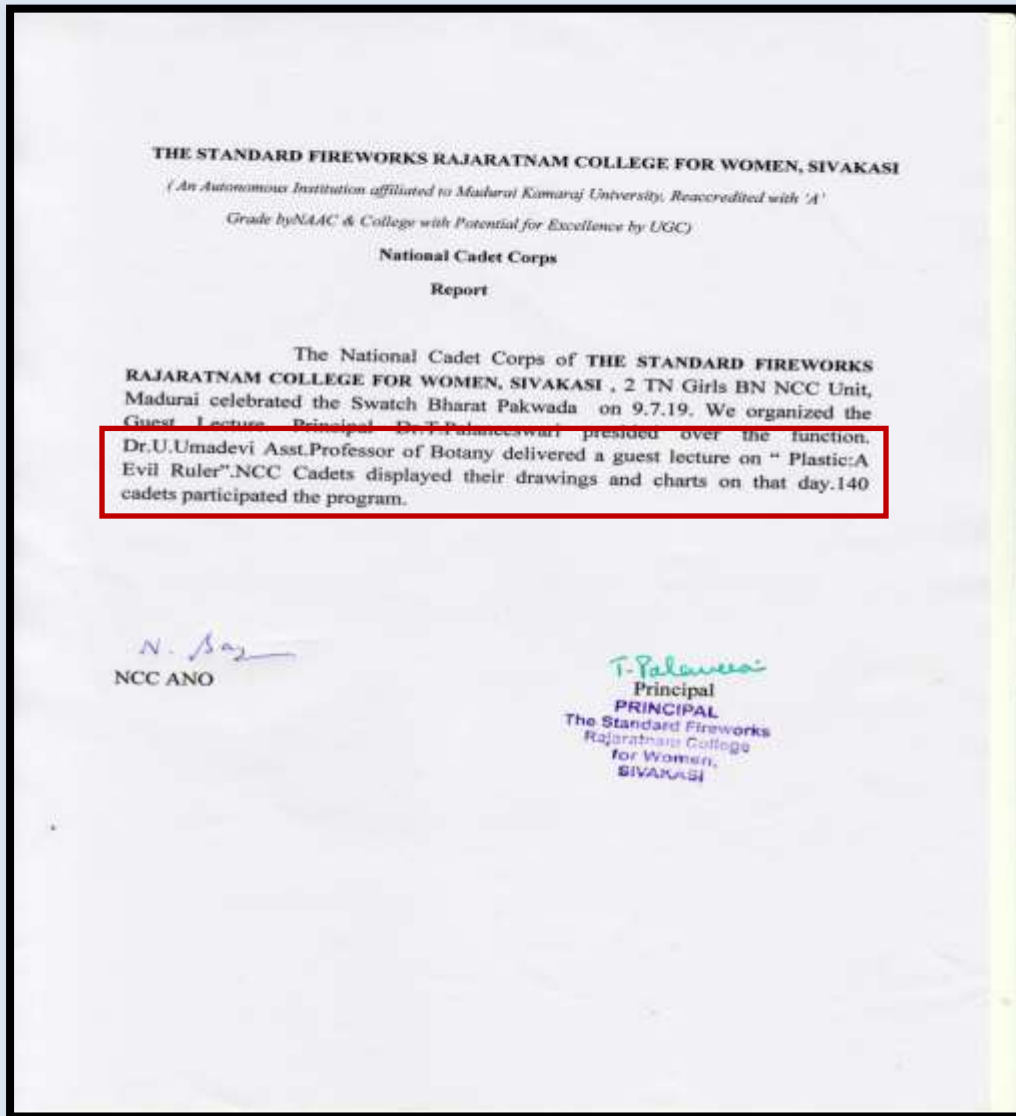 THE STANDARD FIREWORKS RAJARATNAM COLLEGE FOR WOMEN, SIVAKASI
( An Autonomous Institution affiliated to Madurai Kamaraj University, Reaccredited with 'A'
Grade byNAAC & College with Potential for Excellence by UGC)
National Cadet Corps
Report
The National Cadet Corps of THE STANDARD FIREWORKS
RAJARATNAM COLLEGE FOR WOMEN, SIVAKASI , 2 TN Girls BN NCC Unit,
Madurai celebrated the Swatch Bharat Pakwada on 9.7.19. We organized the
Guest Lecture. Principal Dr.T.Palaneeswari presided over the function.
Dr.U.Umadevi Asst.Professor of Botany delivered a guest lecture on " Plastic:A
Evil Ruler".NCC Cadets displayed their drawings and charts on that day.140
cadets participated the program.
N.
NCC ANO
Principal
PRINCIPAL
The Standard Fireworks
Rajaratnam College
for Women,
SIVAKASI